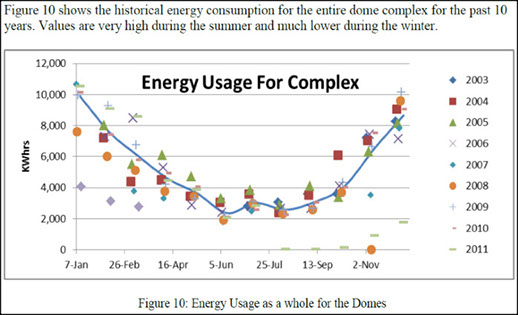 Figure 10 shows the historical energy consumption for the entire dome complex for the past 10
years. Values are very high during the summer and much lower during the winter.
Energy Usage For Complex
12,000
10,000
8,000
6,000
4,000
2,000
0
KWhrs
7-Jan
26-Feb
16-Apr
5-Jun
25-Jul
13-Sep
2-Nov
2003
2004
2005
2006
2007
2008
2009
2010
2011
Figure 10: Energy Usage as a whole for the Domes